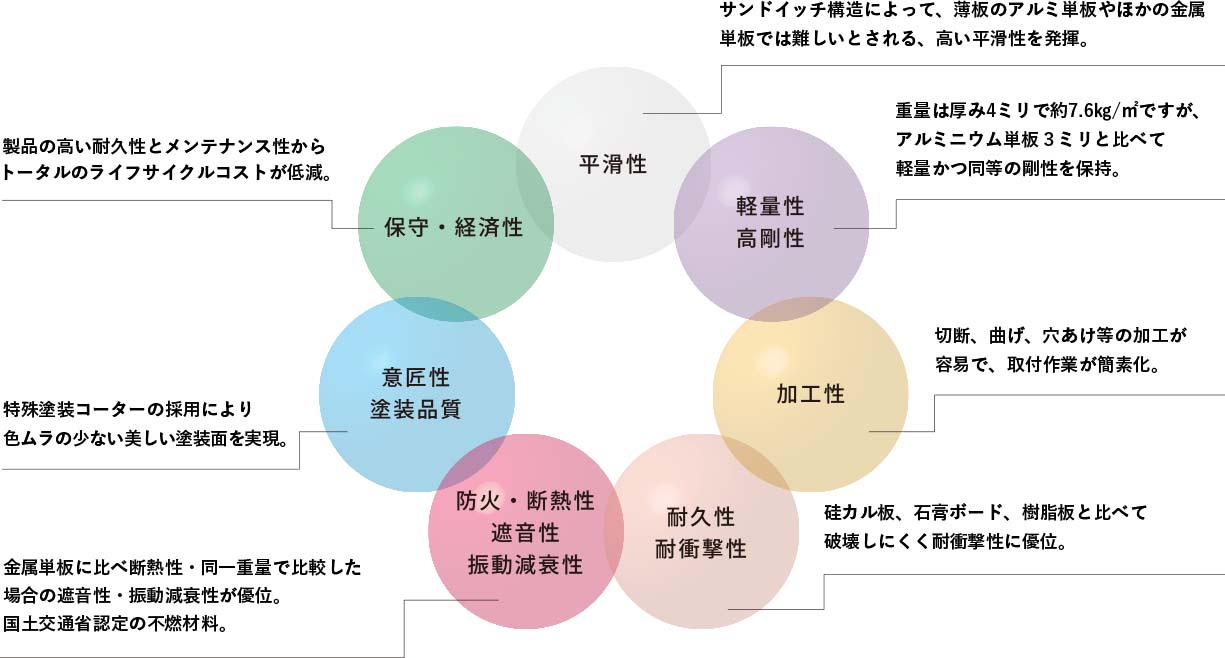 サンドイッチ構造によって、薄板のアルミ単板やほかの金属
単板では難しいとされる、高い平滑性を発揮。
平滑性
重量は厚み4ミリで約7.6kg/㎡ですが、
アルミニウム単板３ミリと比べて
軽量かつ同等の剛性を保持。
軽量性
高剛性
切断、曲げ、穴あけ等の加工が
容易で、取付作業が簡素化。
加工性
硅カル板、石膏ボード、樹脂板と比べて
破壊しにくく耐衝撃性に優位。
耐久性
耐衝撃性
防火・断熱性
遮音性
振動減衰性
金属単板に比べ断熱性・同一重量で比較した
場合の遮音性・振動減衰性が優位。
国土交通省認定の不燃材料。
意匠性
塗装品質
特殊塗装コーターの採用により
色ムラの少ない美しい塗装面を実現。
保守・経済性
製品の高い耐久性とメンテナンス性から
トータルのライフサイクルコストが低減。